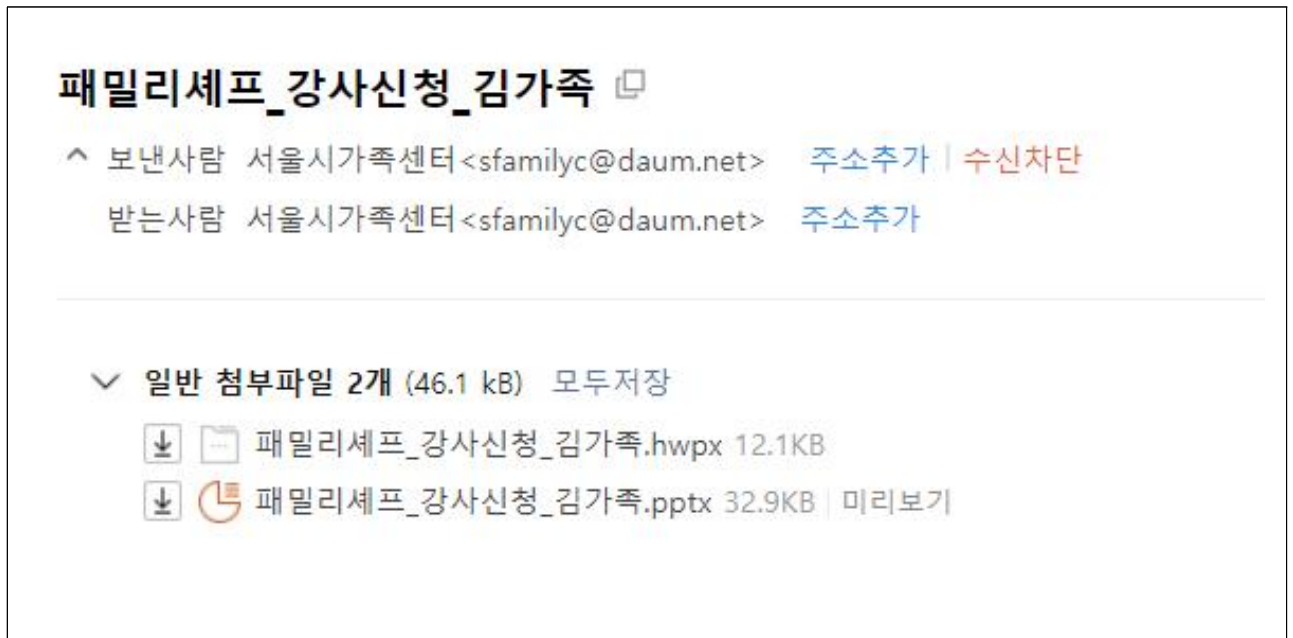 패밀리셰프_강사신청_김가족
보낸사람 서울시가족센터<sfamilyc@daum.net> 주소추가 | 수신차단
받는사람 서울시가족센터<sfamilyc@daum.net> 주소추가
일반 첨부파일 2개 (46.1 kB) 모두저장
패밀리셰프_강사신청_김가족.hwpx 12.1KB
패밀리셰프_강사신청_김가족.pptx 32.9KB | 미리보기